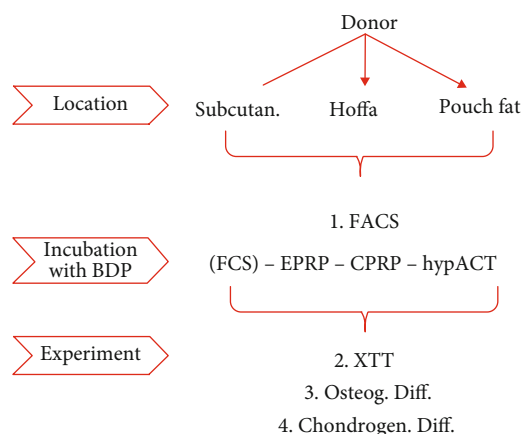 Donor
Location
Subcutan. Hoffa Pouch fat
1. FACS
Incubation
with BDP
(FCS) – EPRP – CPRP – hypACT
Experiment
2. XTT
3. Osteog. Diff.
4. Chondrogen. Diff.